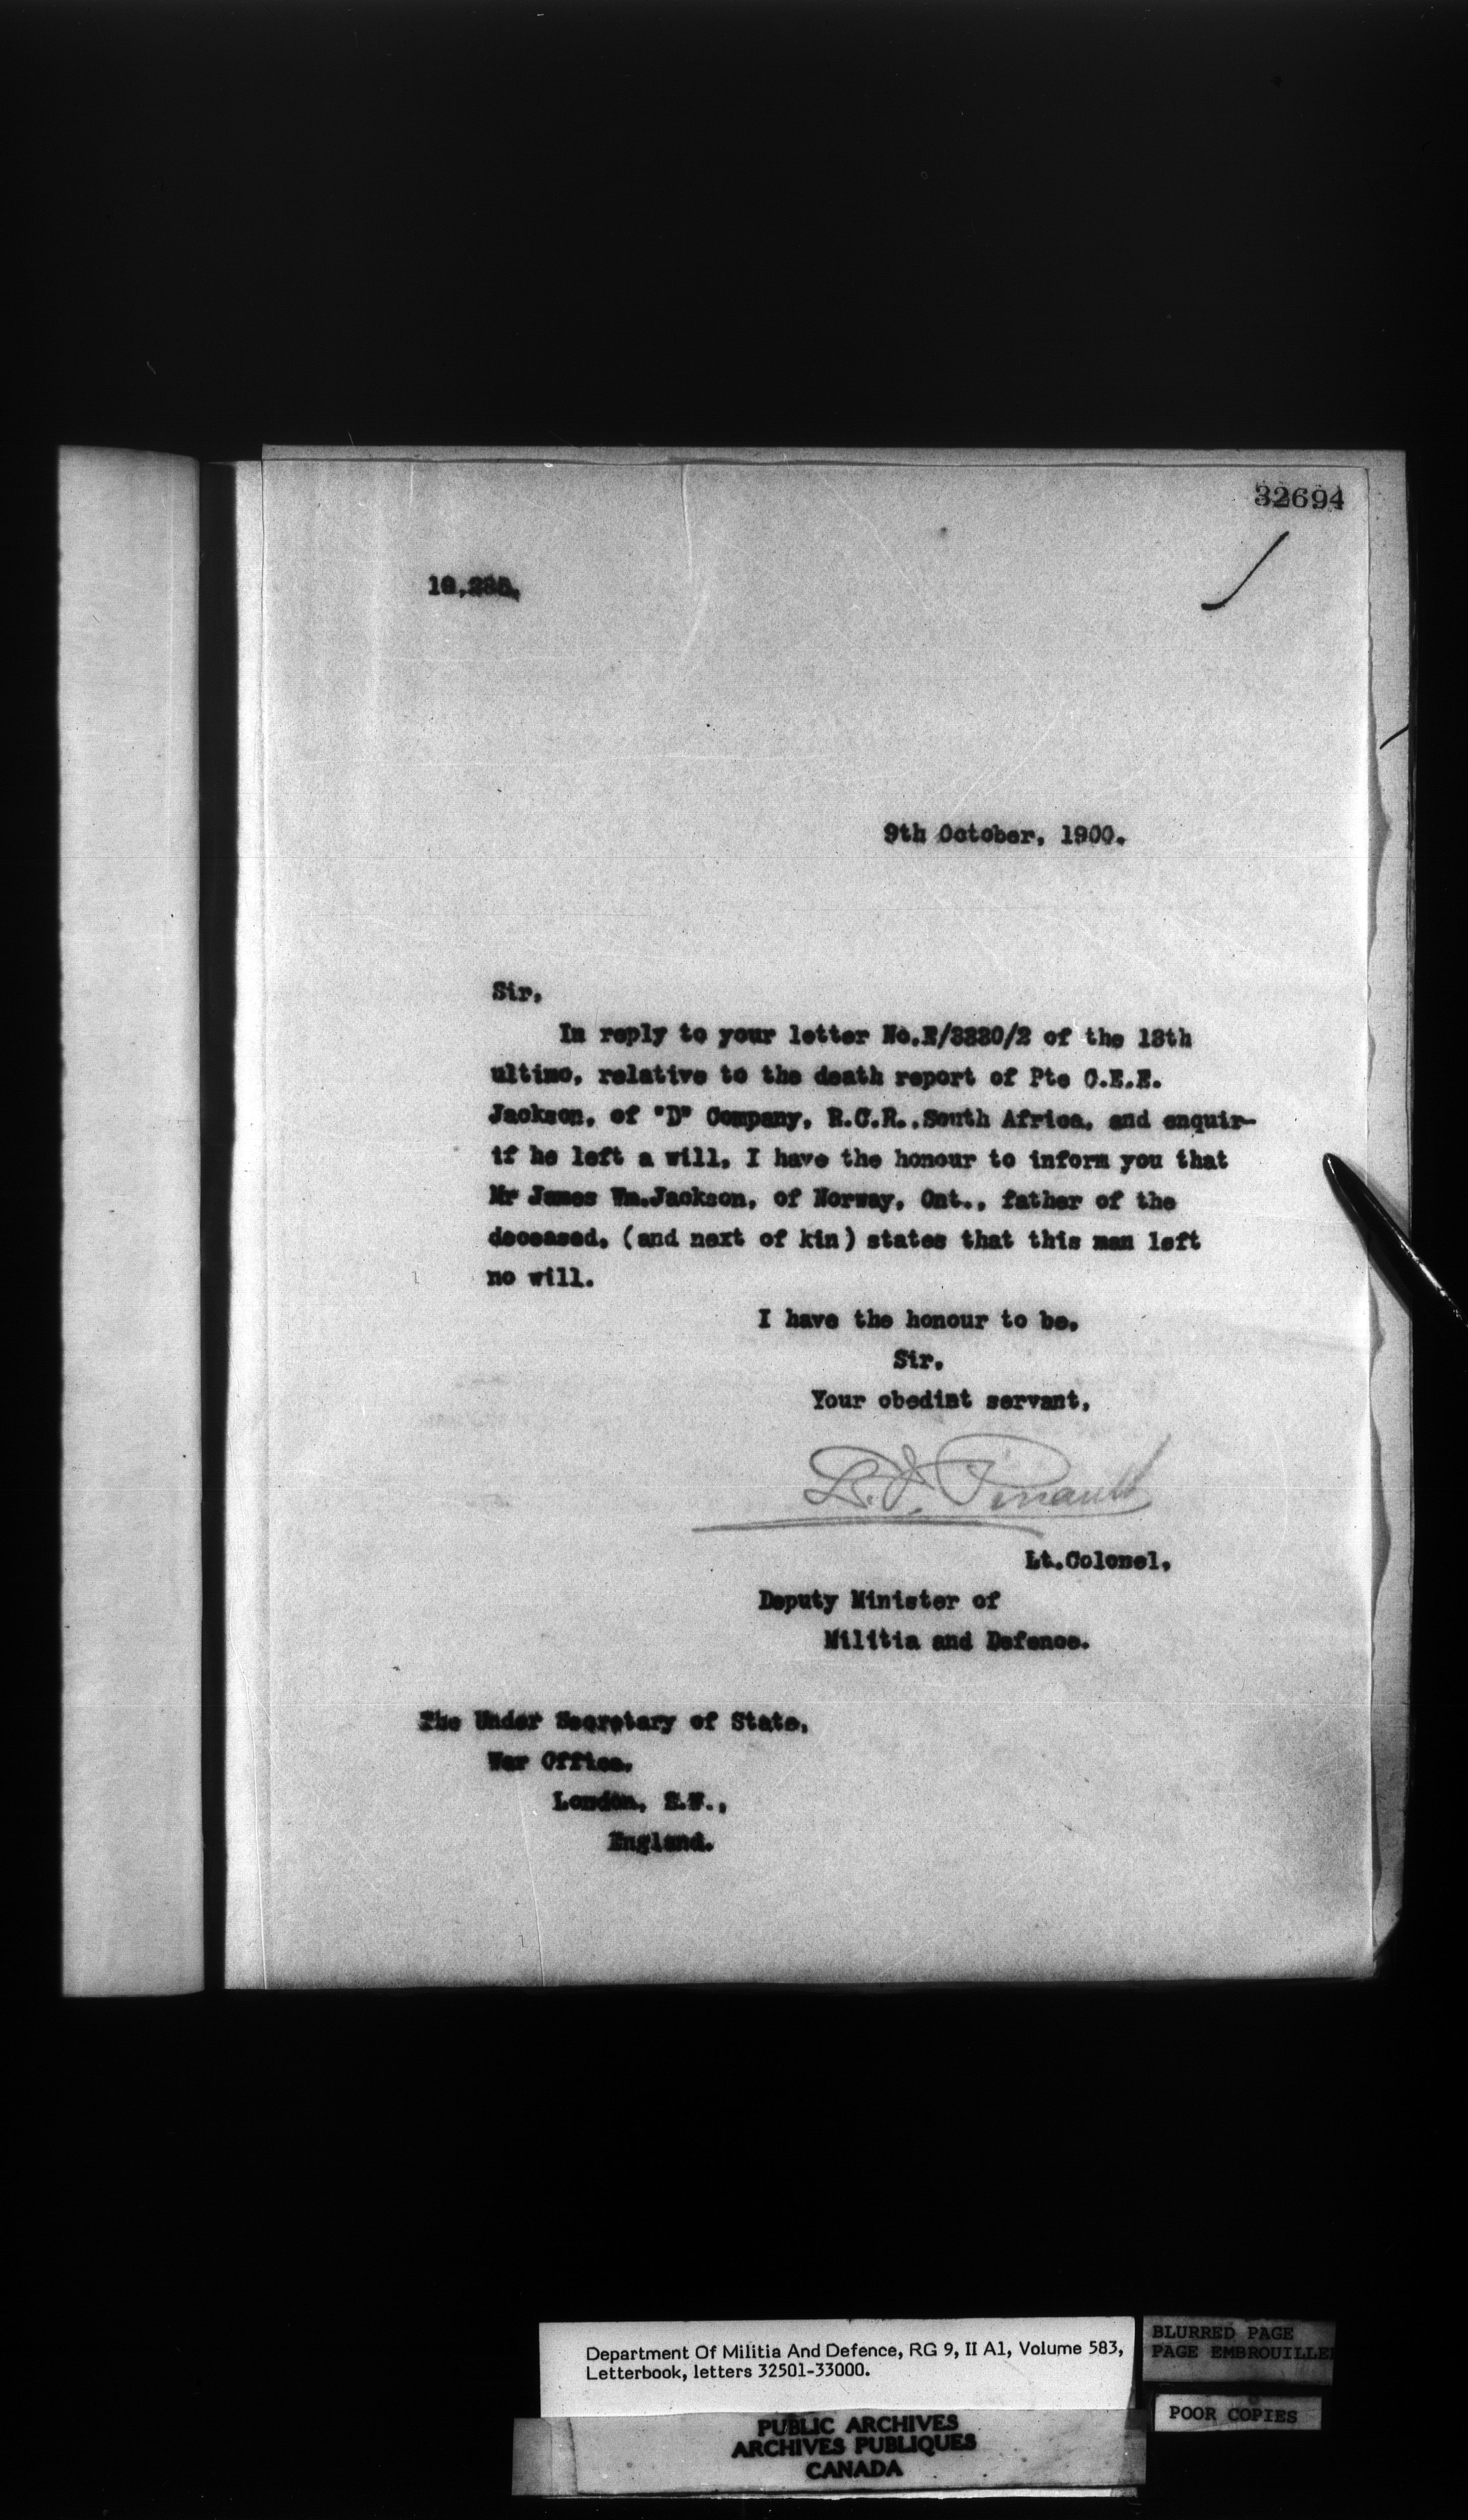 32694
9th October, 1900.
Sir,
In reply to your letter No.E/3330/2 of the 13th
ultimo, relative to the death report of Pte C.E.E.
Jackson, of "D" Company, R.C.R.,South Africa, and enquir-
if he left a will, I have the honour to inform you that
Mr James Wm.Jackson, of Norway, Ont., father of the
deceased, (and next of kin) states that this man left
no will.
I have the honour to be,
Sir,
Your obedint servant,
Lt.Colonel,
Deputy Minister of
Militia and Defence.
The Under Secretary of State,
War Office,
London, S.W.,
England.
Department Of Militia And Defence, RG 9, II A1, Volume 583,
Letterbook, letters 32501-33000.
BLURRED PAGE
PAGE EMBROUILLE
POOR COPIES
PUBLIC ARCHIVES
ARCHIVES PUBLIQUES
CANADA